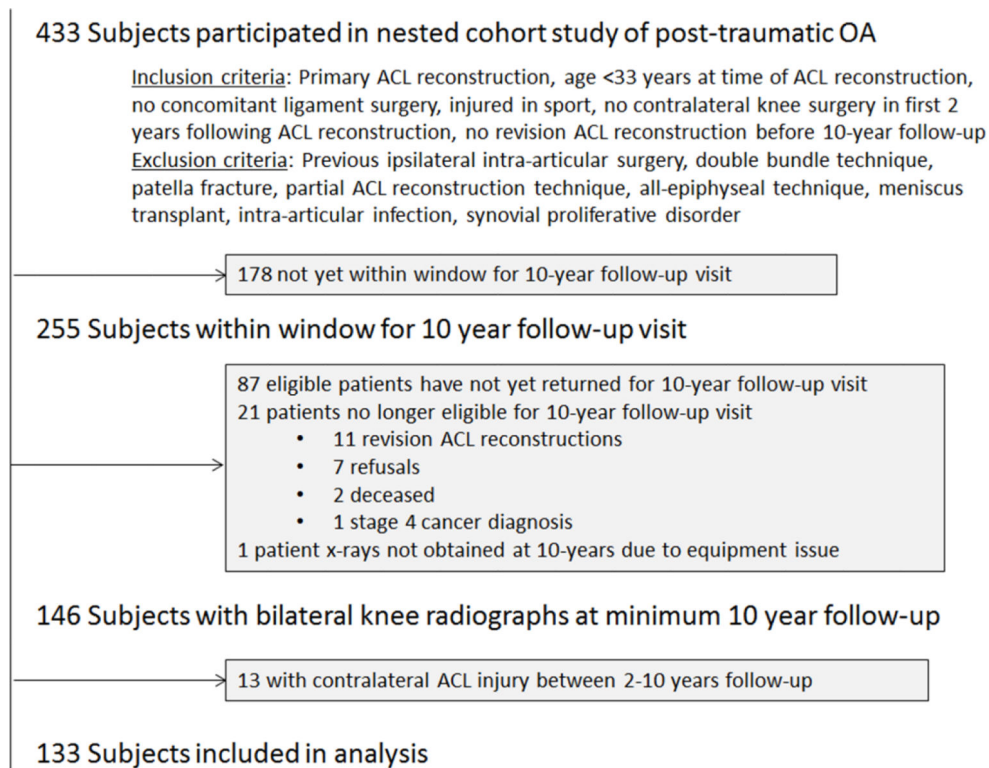 433 Subjects participated in nested cohort study of post-traumatic OA
Inclusion criteria: Primary ACL reconstruction, age <33 years at time of ACL reconstruction,
no concomitant ligament surgery, injured in sport, no contralateral knee surgery in first 2
years following ACL reconstruction, no revision ACL reconstruction before 10-year follow-up
Exclusion criteria: Previous ipsilateral intra-articular surgery, double bundle technique,
patella fracture, partial ACL reconstruction technique, all-epiphyseal technique, meniscus
transplant, intra-articular infection, synovial proliferative disorder
178 not yet within window for 10-year follow-up visit
255 Subjects within window for 10 year follow-up visit
87 eligible patients have not yet returned for 10-year follow-up visit
21 patients no longer eligible for 10-year follow-up visit
• 11 revision ACL reconstructions
• 7 refusals
• 2 deceased
• 1 stage 4 cancer diagnosis
1 patient x-rays not obtained at 10-years due to equipment issue
146 Subjects with bilateral knee radiographs at minimum 10 year follow-up
13 with contralateral ACL injury between 2-10 years follow-up
133 Subjects included in analysis